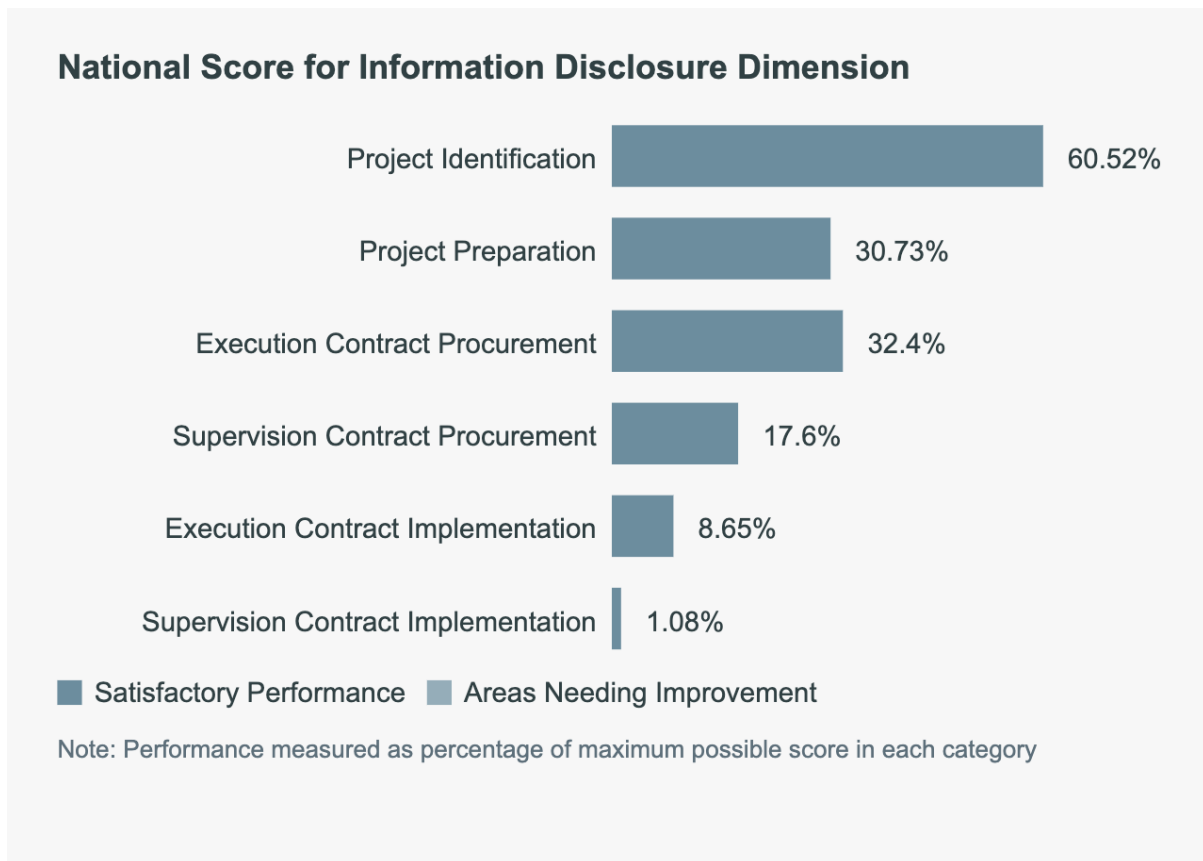 National Score for Information Disclosure Dimension
Project Identification 60.52%
Project Preparation 30.73%
Execution Contract Procurement 32.4%
Supervision Contract Procurement 17.6%
Execution Contract Implementation 8.65%
Supervision Contract Implementation 1.08%
Satisfactory Performance Areas Needing Improvement
Note: Performance measured as percentage of maximum possible score in each category